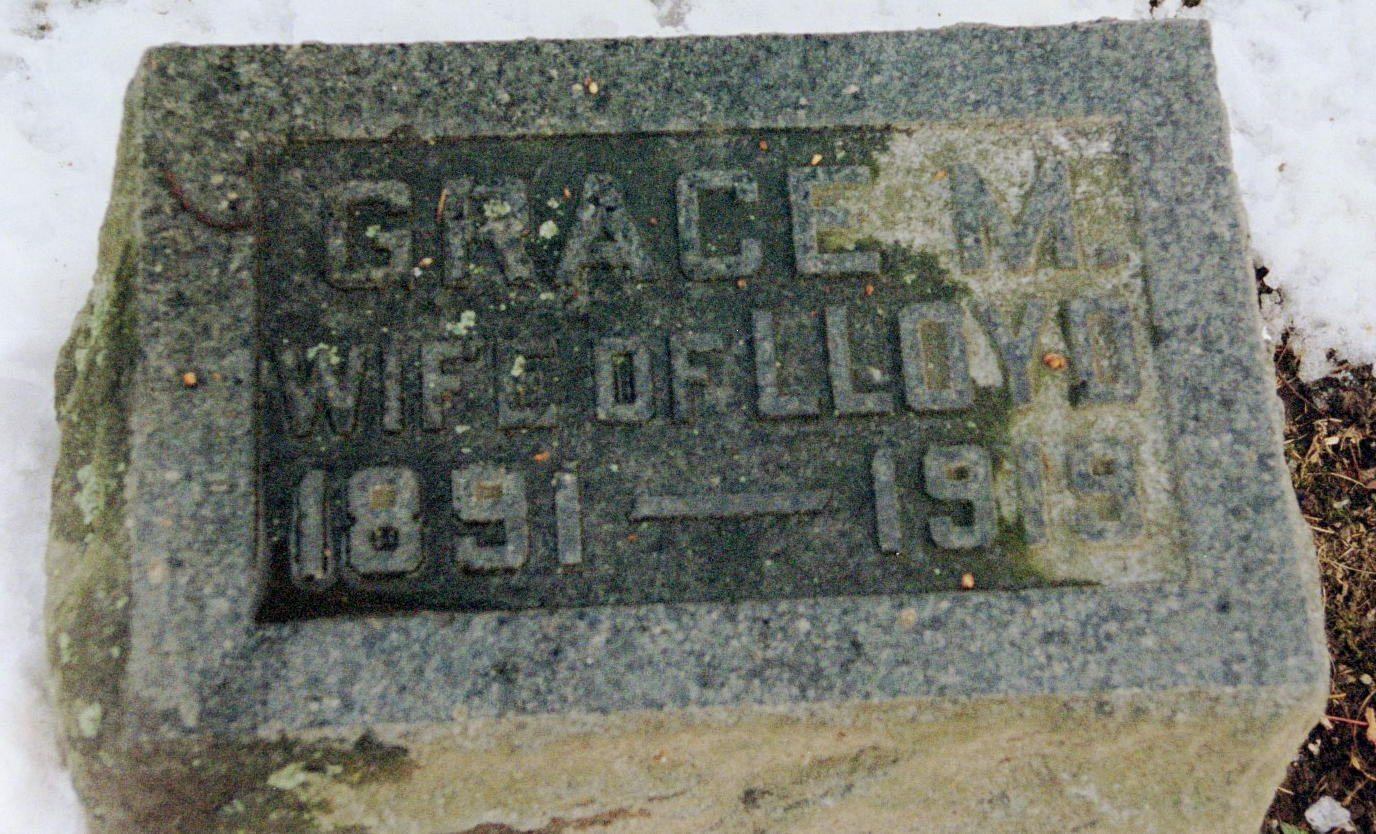 GRACE M.
WIFE OF LLOYD
1891 — 1919